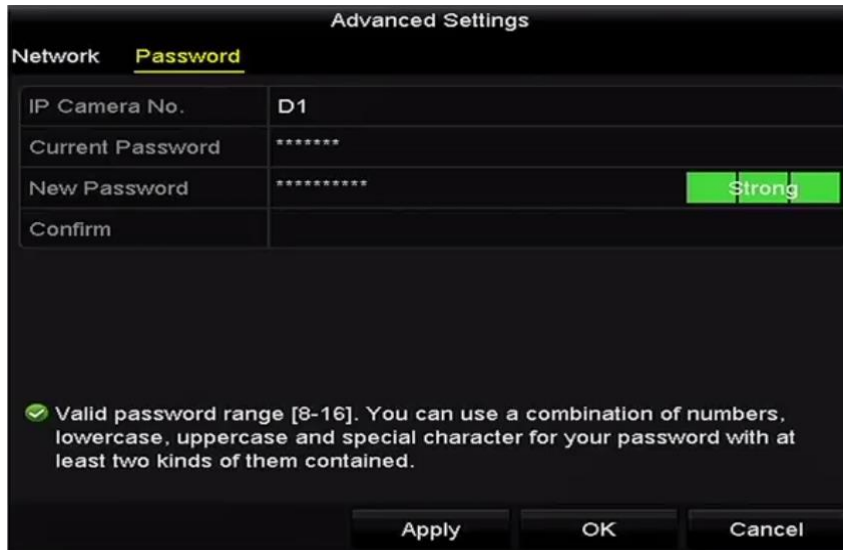 Advanced Settings
Network Password
IP Camera No. D1
Current Password *******
New Password ********** Strong
Confirm
Valid password range [8-16]. You can use a combination of numbers,
lowercase, uppercase and special character for your password with at
least two kinds of them contained.
Apply OK Cancel